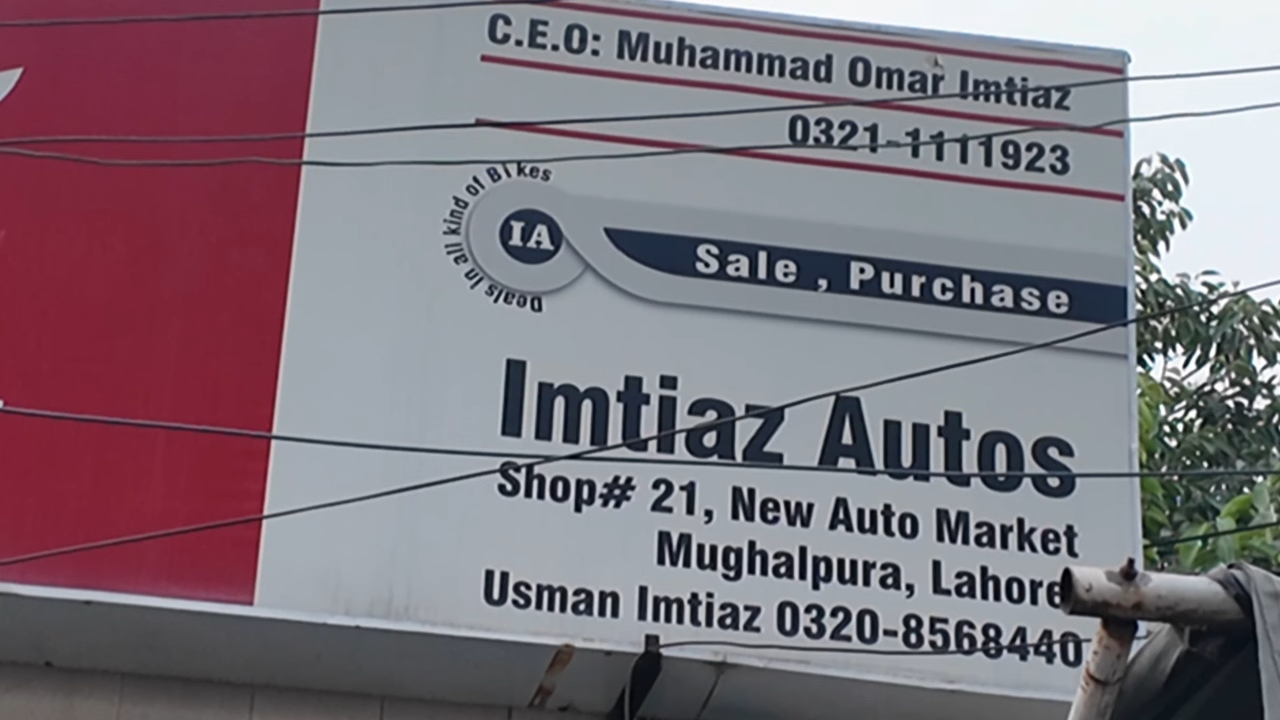 C.E.O: Muhammad Omar Imtiaz
0321-1111923
Deals in all kind of Bikes
IA
Sale , Purchase
Imtiaz Autos
Shop# 21, New Auto Market
Mughalpura, Lahore
Usman Imtiaz 0320-8568440